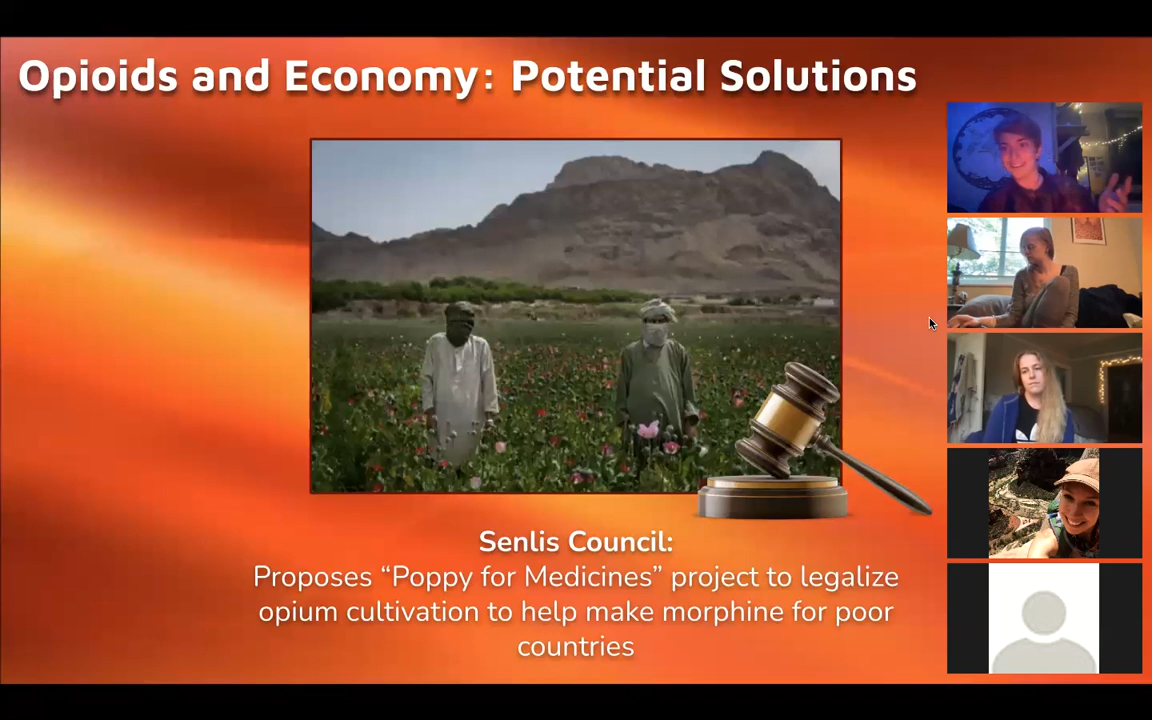 Opioids and Economy: Potential Solutions
Senlis Council:
Proposes “Poppy for Medicines” project to legalize
opium cultivation to help make morphine for poor
countries